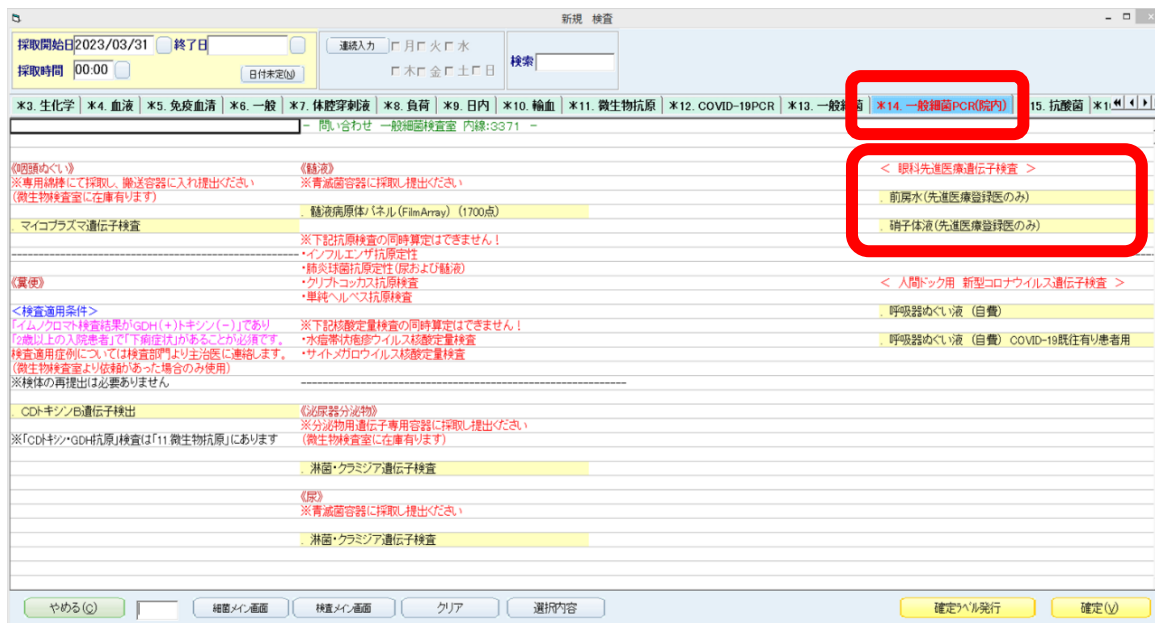 新規 検査
採取開始日 2023/03/31 終了日
連続入力 月 火 水
検索
採取時間 00:00
日付未定(N)
木 金 土 日
*3. 生化学 *4. 血液 *5. 免疫血清 *6. 一般 *7. 体腔穿刺液 *8. 負荷 *9. 日内 *10. 輸血 *11. 微生物抗原 *12. COVID-19PCR *13. 一般細菌 *14. 一般細菌PCR(院内) 15. 抗酸菌
- 問い合わせ 一般細菌検査室 内線:3371 -
《咽頭ぬぐい》
※専用綿棒にて採取し、搬送容器に入れ提出ください
(微生物検査室に在庫有ります)
. マイコプラズマ遺伝子検査
《糞便》
<検査適用条件>
「イムノクロマト検査結果がGDH(+)トキシン(-)」であり
「2歳以上の入院患者」で「下痢症状」があることが必須です。
検査適用症例については検査部門より主治医に連絡します。
(微生物検査室より依頼があった場合のみ使用)
※検体の再提出は必要ありません
. CDトキシンB遺伝子検出
※「CDトキシン・GDH抗原」検査は「11 微生物抗原」にあります
《髄液》
※青滅菌容器に採取し提出ください
. 髄液病原体パネル(FilmArray) (1700点)
※下記抗原検査の同時算定はできません!
・インフルエンザ抗原定性
・肺炎球菌抗原定性(尿および髄液)
・クリプトコッカス抗原検査
・単純ヘルペス抗原検査
※下記核酸定量検査の同時算定はできません!
・水痘帯状疱疹ウイルス核酸定量検査
・サイトメガロウイルス核酸定量検査
《泌尿器分泌物》
※分泌物用遺伝子専用容器に採取し提出ください
(微生物検査室に在庫有ります)
. 淋菌・クラミジア遺伝子検査
《尿》
※青滅菌容器に採取し提出ください
. 淋菌・クラミジア遺伝子検査
< 眼科先進医療遺伝子検査 >
. 前房水(先進医療登録医のみ)
. 硝子体液(先進医療登録医のみ)
< 人間ドック用 新型コロナウイルス遺伝子検査 >
. 呼吸器ぬぐい液 (自費)
. 呼吸器ぬぐい液 (自費) COVID-19既往有り患者用
やめる(C) 細菌メイン画面 検査メイン画面 クリア 選択内容 確定ラベル発行 確定(V)